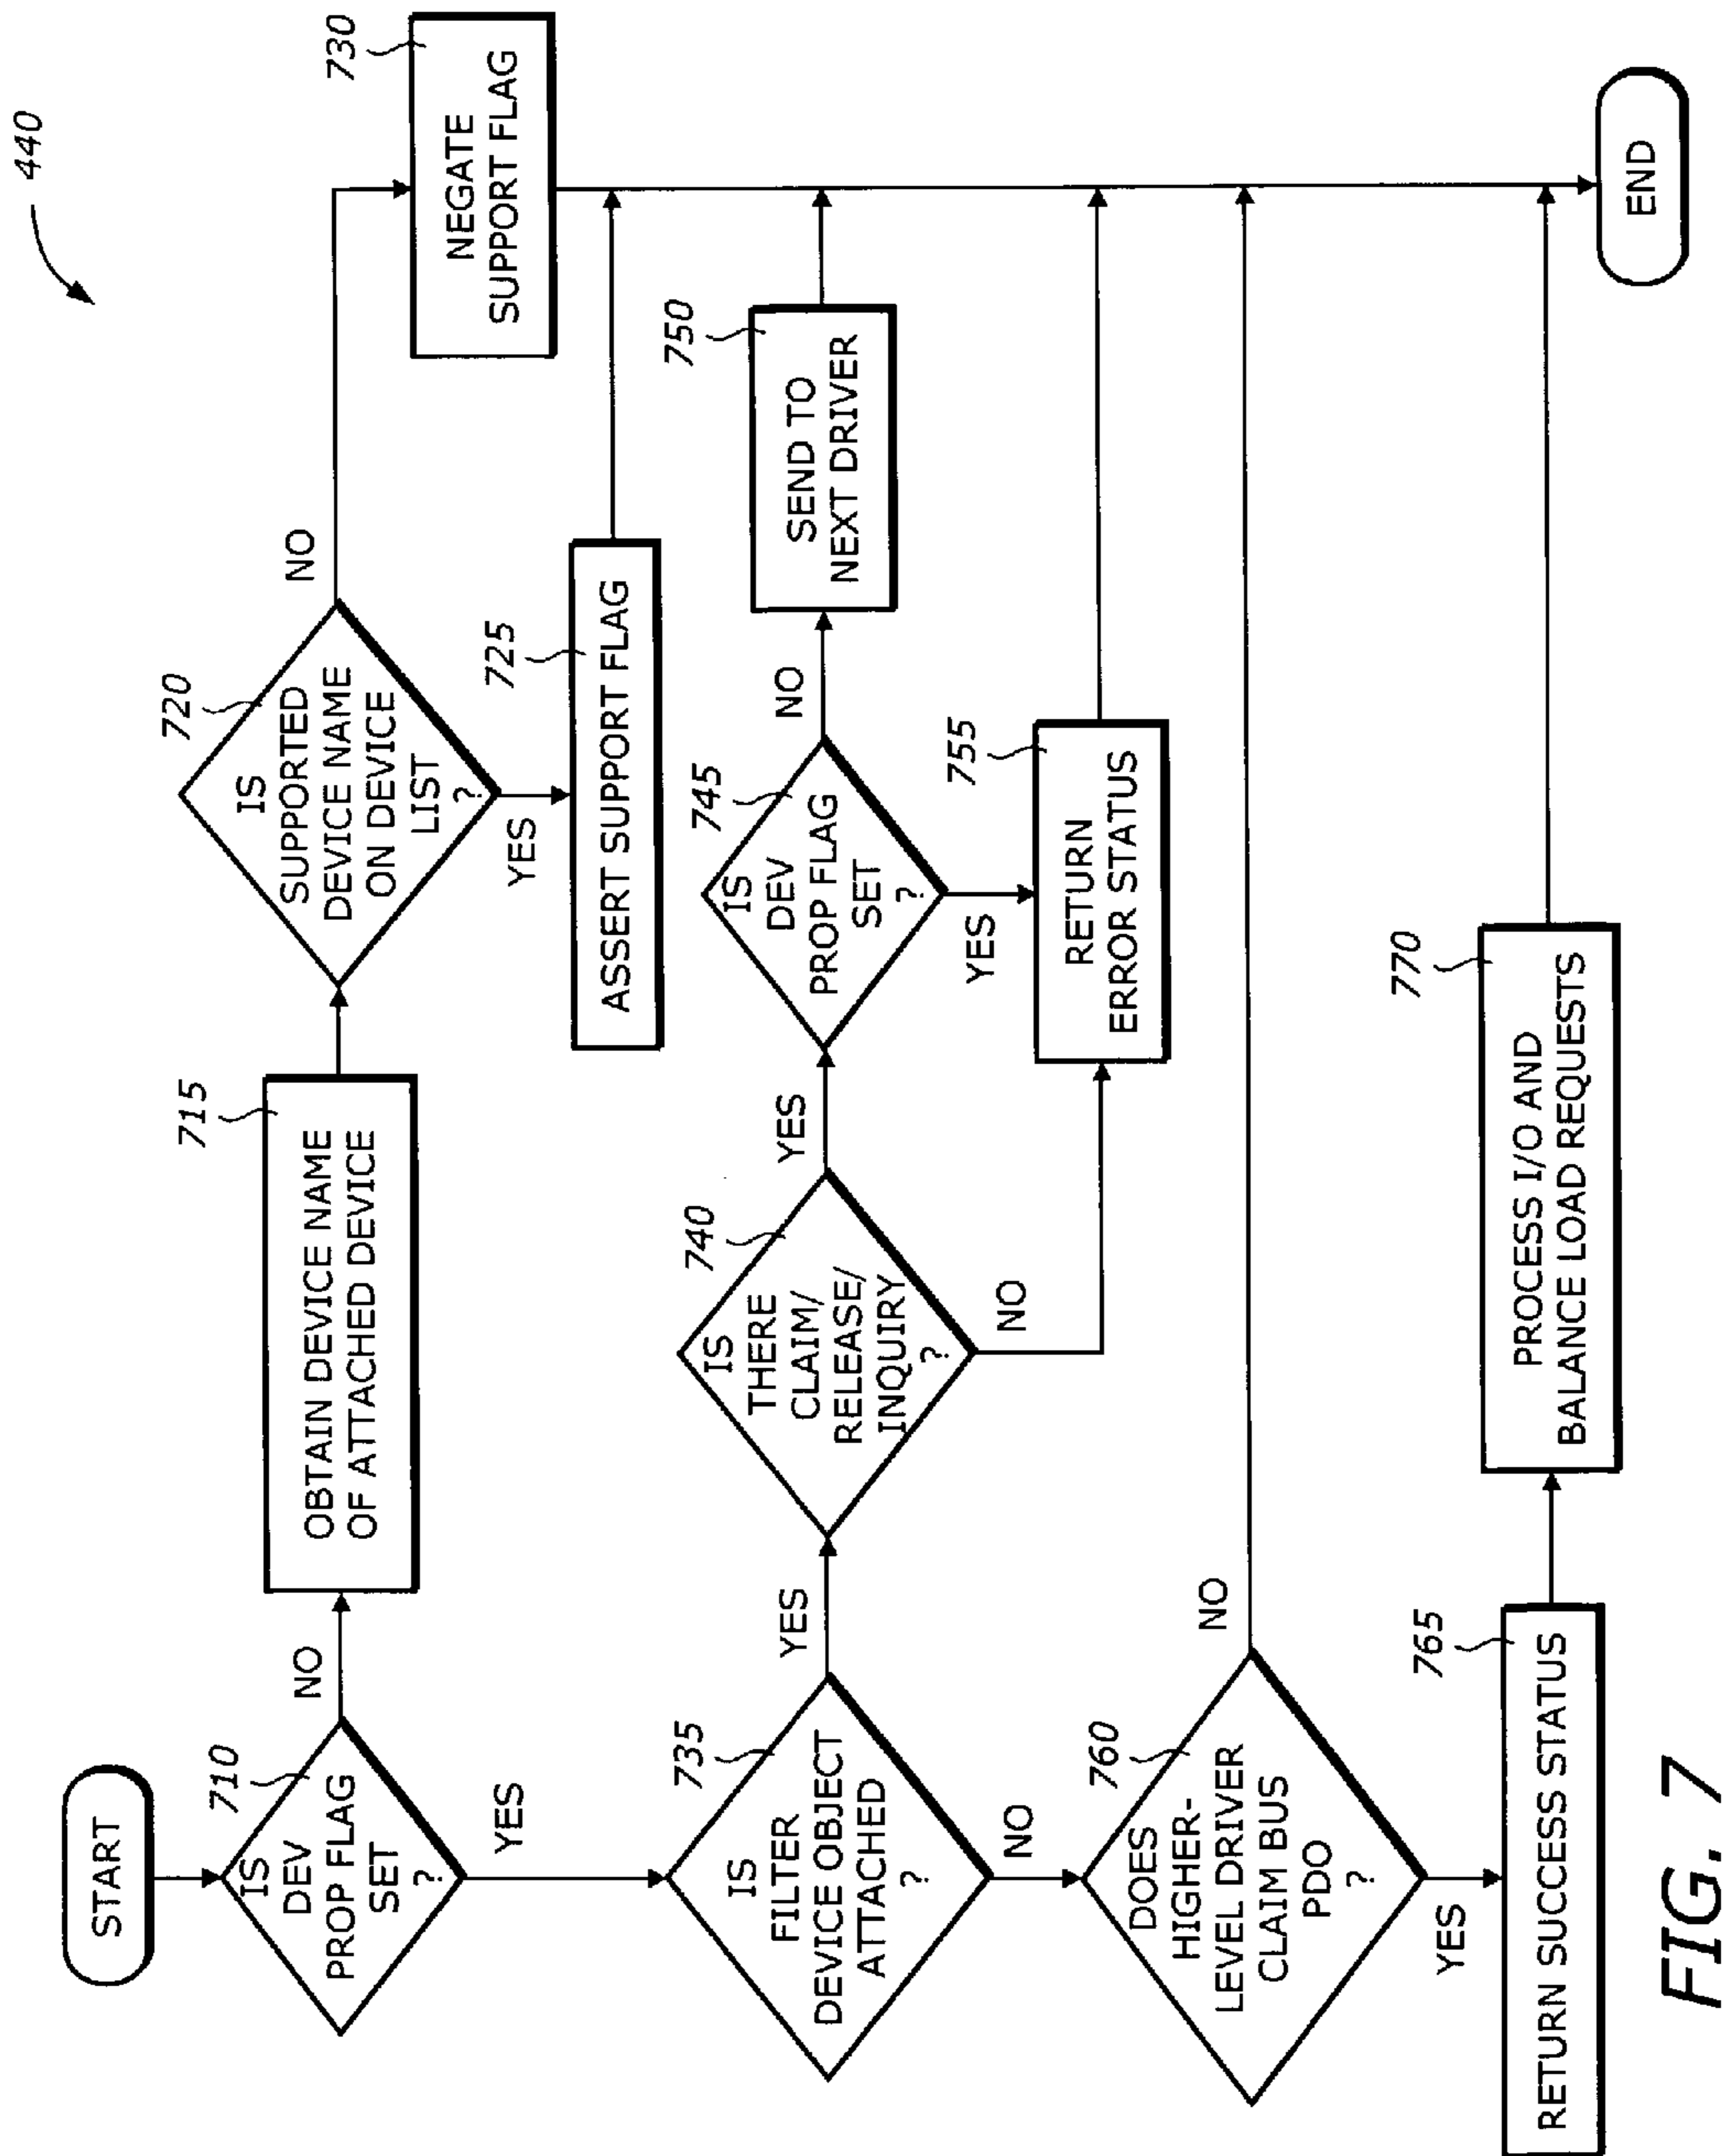 440
START
710
IS
DEV
PROP FLAG
SET
?
NO
YES
715
OBTAIN DEVICE NAME
OF ATTACHED DEVICE
720
IS
SUPPORTED
DEVICE NAME
ON DEVICE
LIST
?
NO
YES
725
ASSERT SUPPORT FLAG
730
NEGATE
SUPPORT FLAG
735
IS
FILTER
DEVICE OBJECT
ATTACHED
?
YES
NO
740
IS
THERE
CLAIM/
RELEASE/
INQUIRY
?
YES
NO
745
IS
DEV
PROP FLAG
SET
?
NO
YES
750
SEND TO
NEXT DRIVER
755
RETURN
ERROR STATUS
760
DOES
HIGHER-
LEVEL DRIVER
CLAIM BUS
PDO
?
NO
YES
765
RETURN SUCCESS STATUS
770
PROCESS I/O AND
BALANCE LOAD REQUESTS
END
FIG. 7